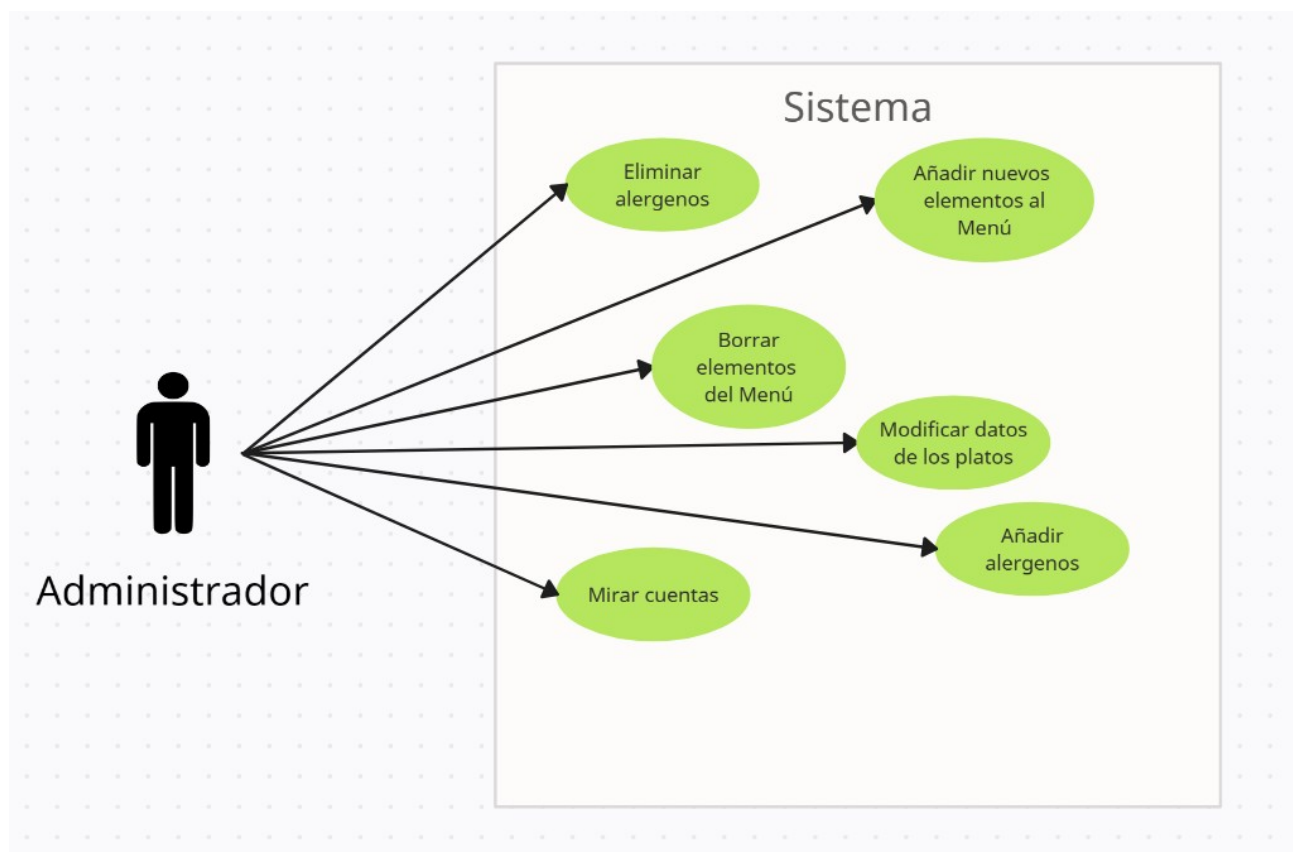 Sistema
Eliminar
alergenos
Añadir nuevos
elementos al
Menú
Borrar
elementos
del Menú
Modificar datos
de los platos
Añadir
alergenos
Mirar cuentas
Administrador